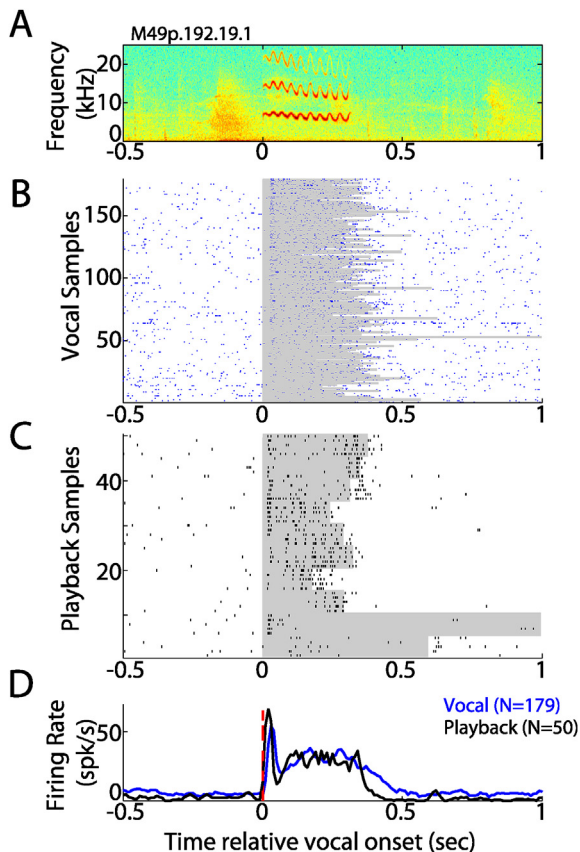 A
M49p.192.19.1
Frequency
(kHz)
20
10
0
-0.5 0 0.5 1
B
Vocal Samples
150
100
50
-0.5 0 0.5 1
C
Playback Samples
40
20
-0.5 0 0.5 1
D
Firing Rate
(spk/s)
50
0
Vocal (N=179)
Playback (N=50)
-0.5 0 0.5 1
Time relative vocal onset (sec)